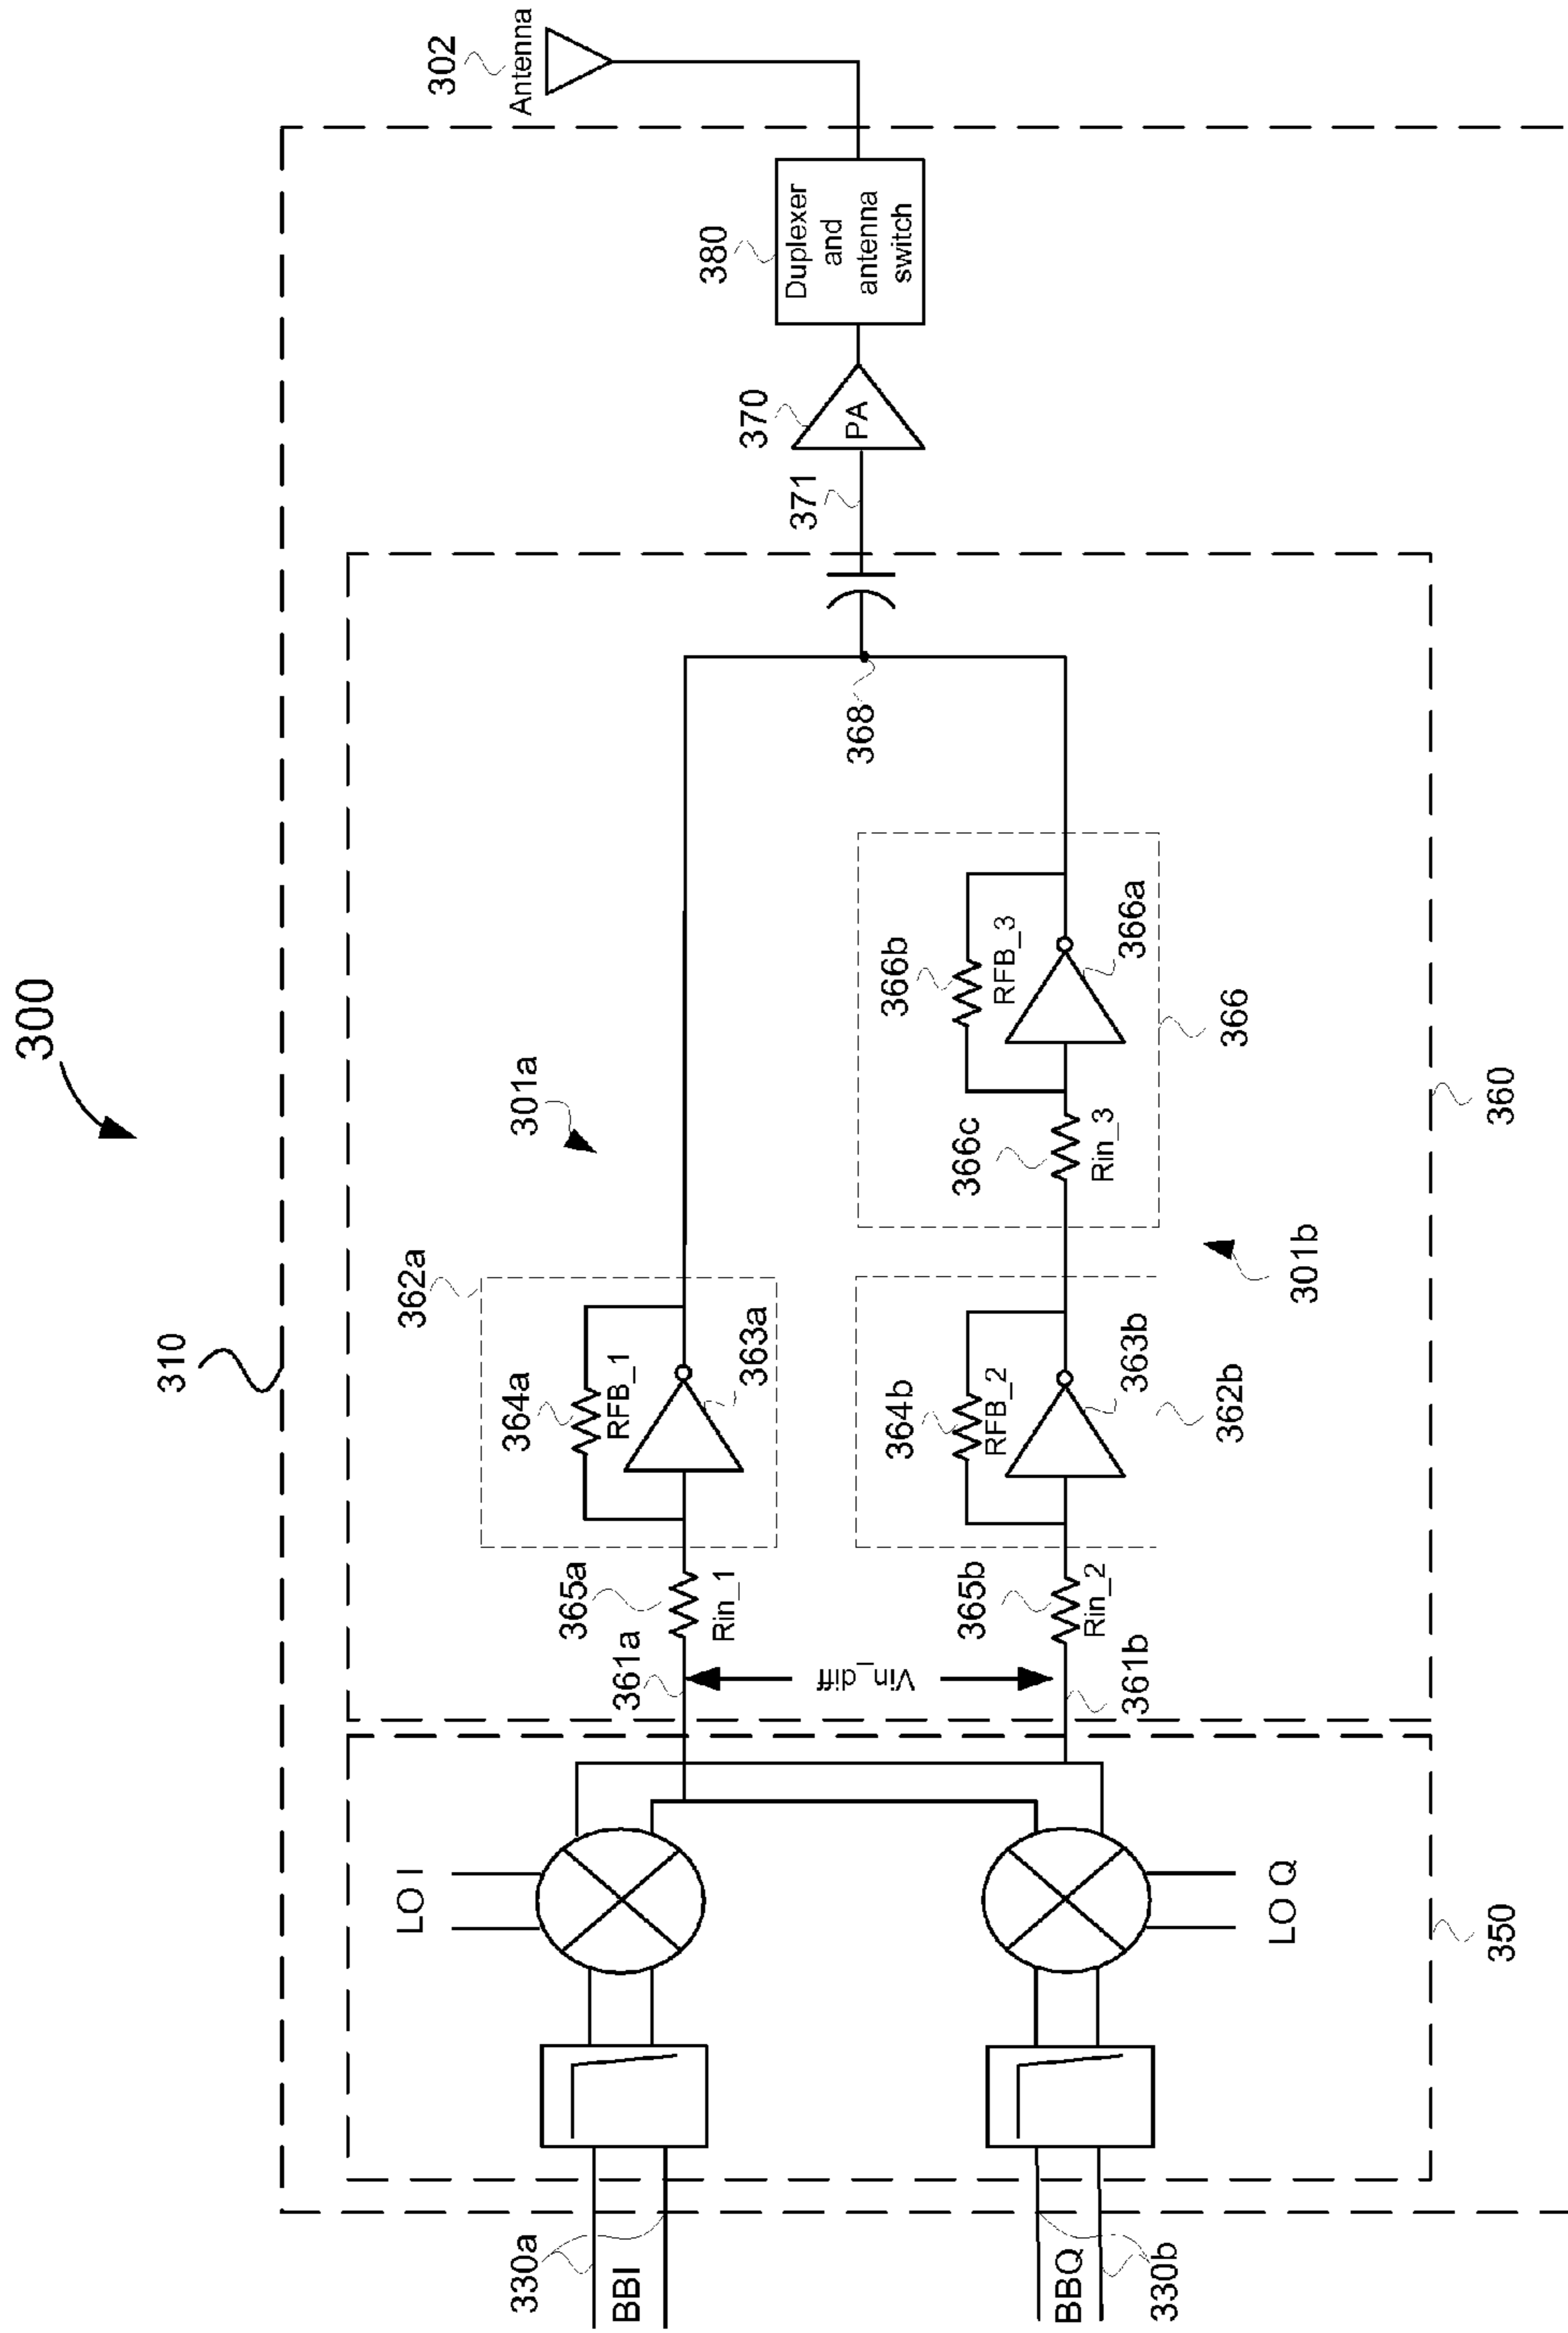 300
310
302
Antenna
380
Duplexer
and
antenna
switch
370
PA
371
368
301a
362a
364a
RFB_1
363a
365a
Rin_1
361a
Vin_diff
366b
RFB_3
366a
366c
Rin_3
366
301b
364b
RFB_2
363b
362b
365b
Rin_2
361b
360
LO I
LO Q
350
330a
BBI
BBQ
330b